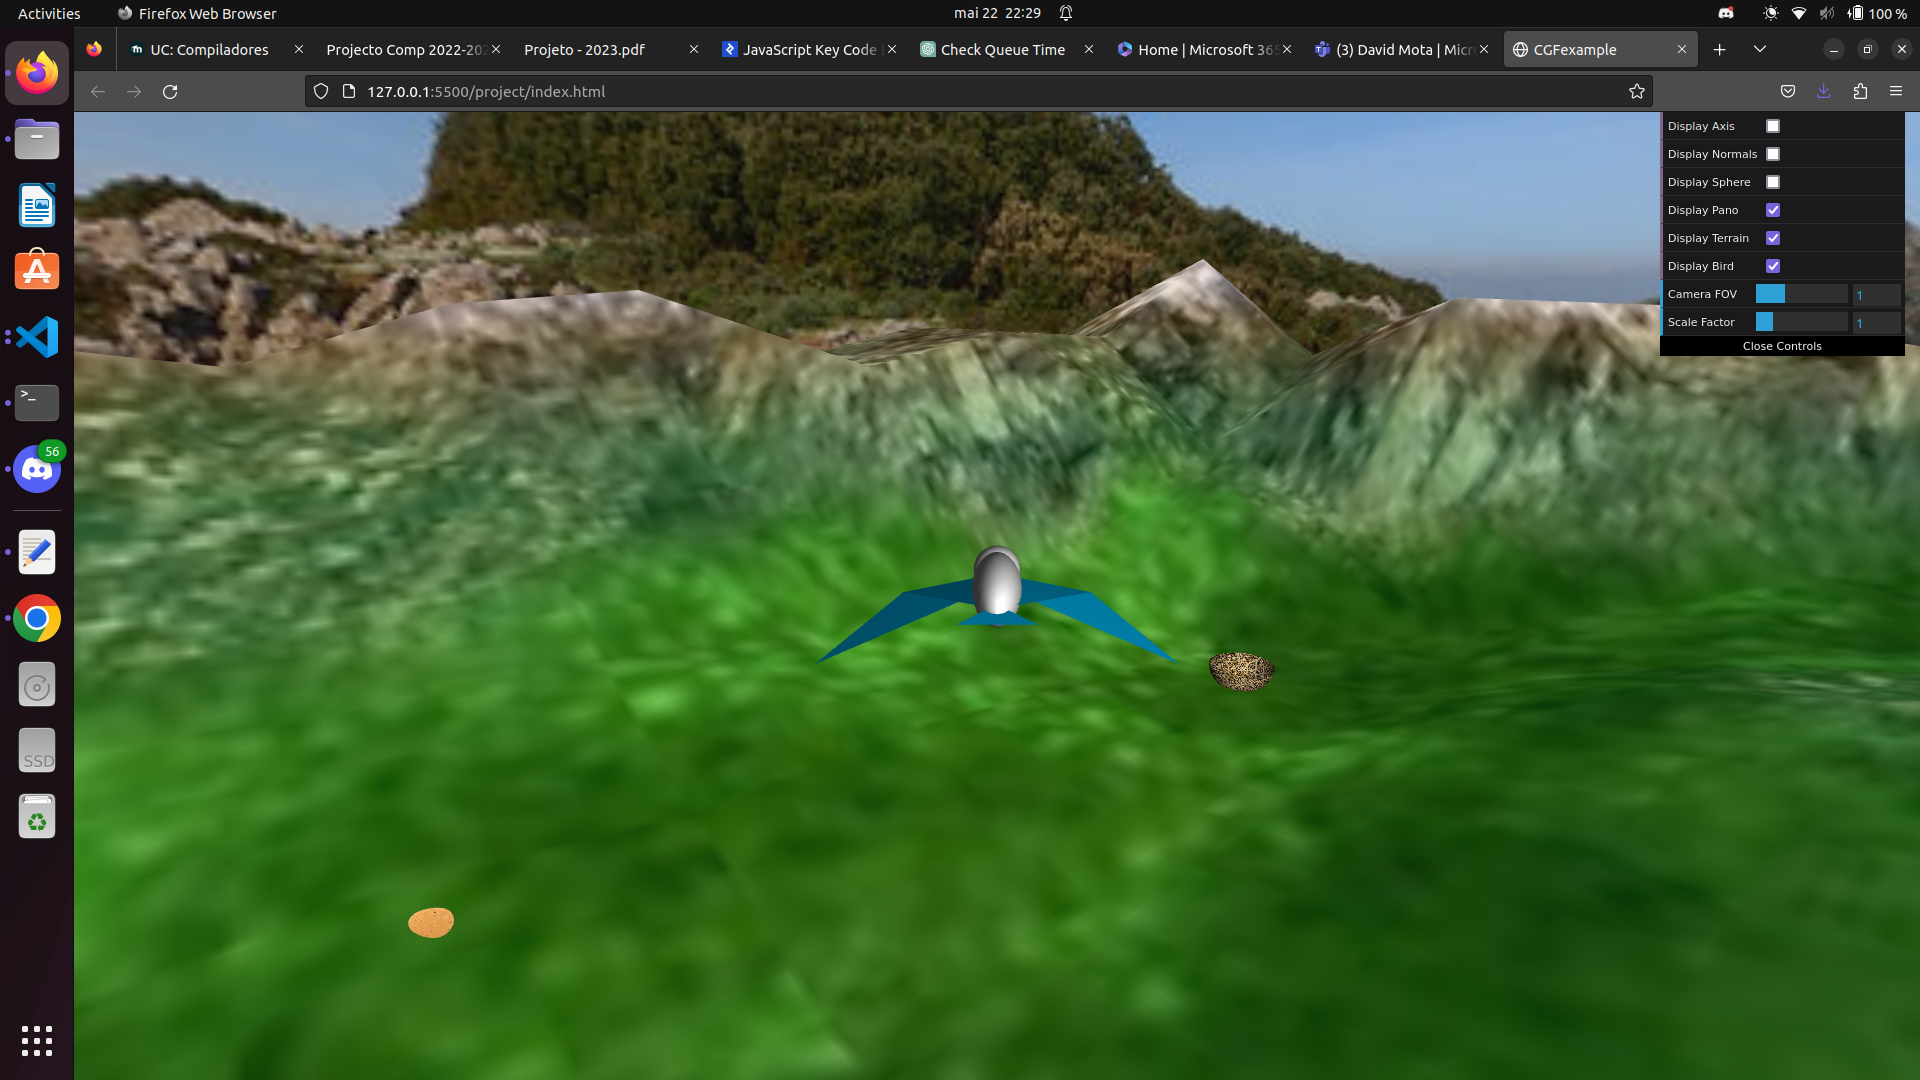 Activities
Firefox Web Browser
mai 22 22:29
100 %
UC: Compiladores
Projecto Comp 2022-202
Projeto - 2023.pdf
JavaScript Key Code
Check Queue Time
Home | Microsoft 365
(3) David Mota | Micr
CGFexample
127.0.0.1:5500/project/index.html
Display Axis
Display Normals
Display Sphere
Display Pano
Display Terrain
Display Bird
Camera FOV
1
Scale Factor
1
Close Controls
>_
56
SSD